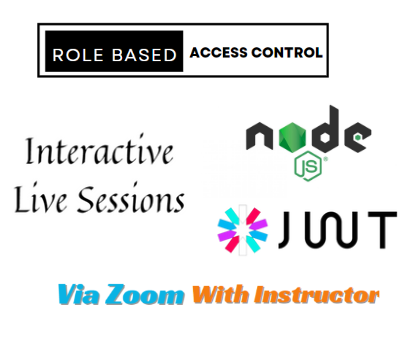 ROLE BASED ACCESS CONTROL
Interactive
Live Sessions
node
JS®
JWT
Via Zoom With Instructor